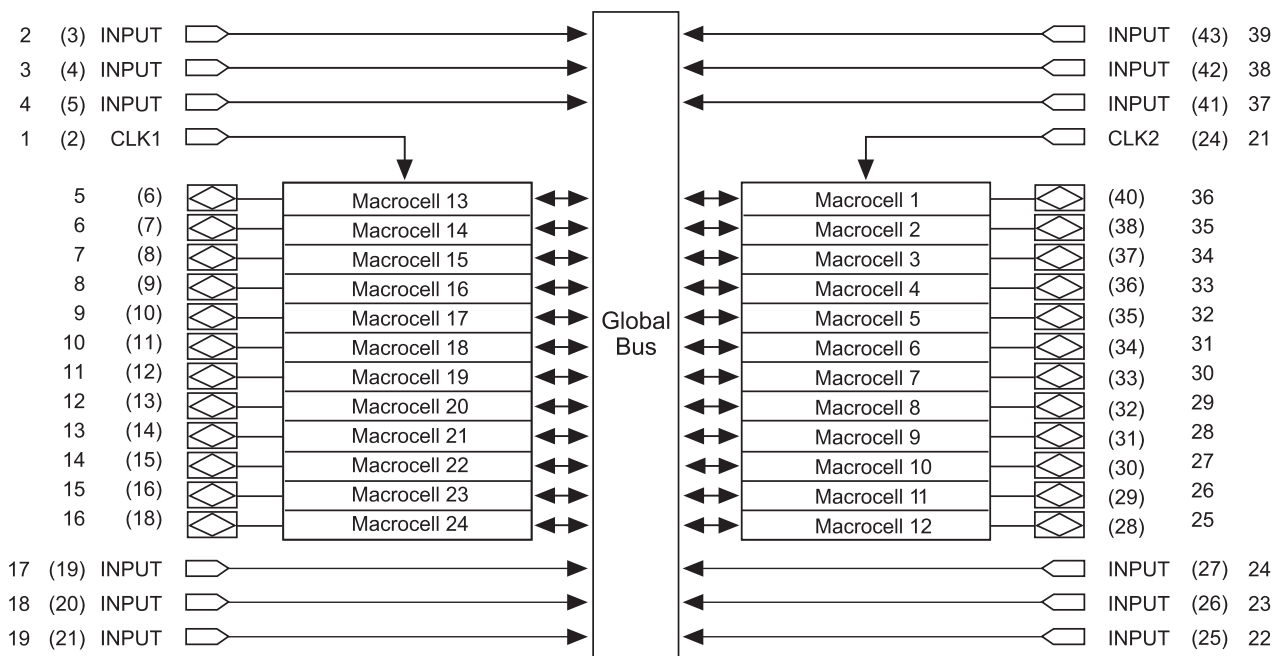 2 (3) INPUT INPUT (43) 39
3 (4) INPUT INPUT (42) 38
4 (5) INPUT INPUT (41) 37
1 (2) CLK1 CLK2 (24) 21
5 (6) Macrocell 13 Macrocell 1 (40) 36
6 (7) Macrocell 14 Macrocell 2 (38) 35
7 (8) Macrocell 15 Macrocell 3 (37) 34
8 (9) Macrocell 16 Macrocell 4 (36) 33
9 (10) Macrocell 17 Macrocell 5 (35) 32
Global
Bus
10 (11) Macrocell 18 Macrocell 6 (34) 31
11 (12) Macrocell 19 Macrocell 7 (33) 30
12 (13) Macrocell 20 Macrocell 8 (32) 29
13 (14) Macrocell 21 Macrocell 9 (31) 28
14 (15) Macrocell 22 Macrocell 10 (30) 27
15 (16) Macrocell 23 Macrocell 11 (29) 26
16 (18) Macrocell 24 Macrocell 12 (28) 25
17 (19) INPUT INPUT (27) 24
18 (20) INPUT INPUT (26) 23
19 (21) INPUT INPUT (25) 22